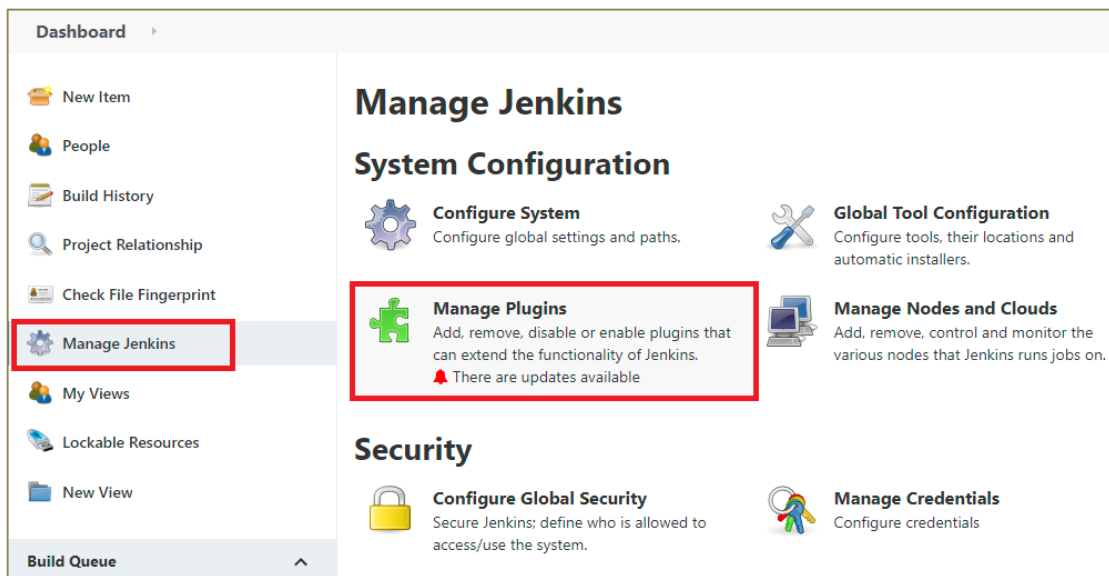 Dashboard
New Item
People
Build History
Project Relationship
Check File Fingerprint
Manage Jenkins
My Views
Lockable Resources
New View
Build Queue
Manage Jenkins
System Configuration
Configure System
Configure global settings and paths.
Global Tool Configuration
Configure tools, their locations and
automatic installers.
Manage Plugins
Add, remove, disable or enable plugins that
can extend the functionality of Jenkins.
There are updates available
Manage Nodes and Clouds
Add, remove, control and monitor the
various nodes that Jenkins runs jobs on.
Security
Configure Global Security
Secure Jenkins; define who is allowed to
access/use the system.
Manage Credentials
Configure credentials